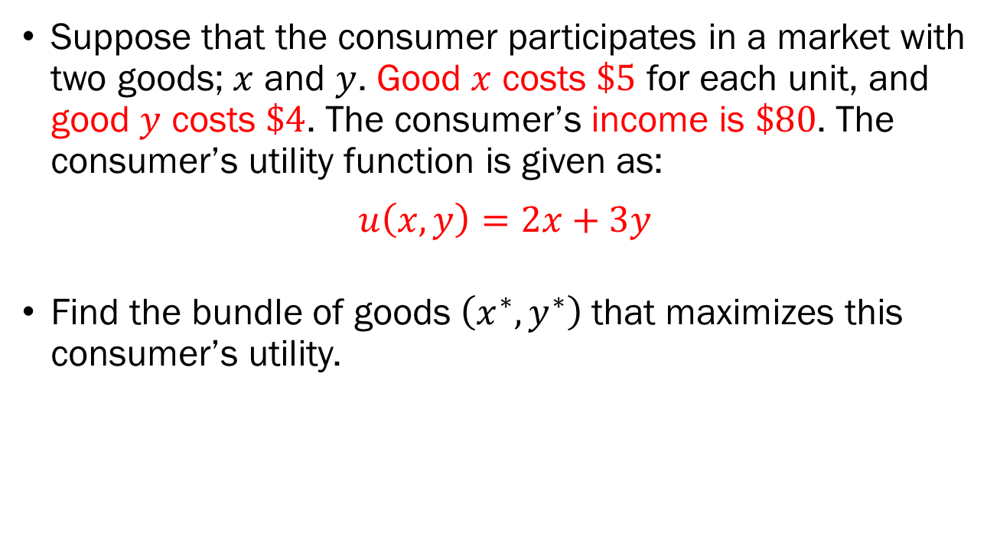 • Suppose that the consumer participates in a market with
two goods; 𝑥 and 𝑦. Good 𝑥 costs $5 for each unit, and
good 𝑦 costs $4. The consumer’s income is $80. The
consumer’s utility function is given as:
𝑢(𝑥, 𝑦) = 2𝑥 + 3𝑦
• Find the bundle of goods (𝑥*, 𝑦*) that maximizes this
consumer’s utility.